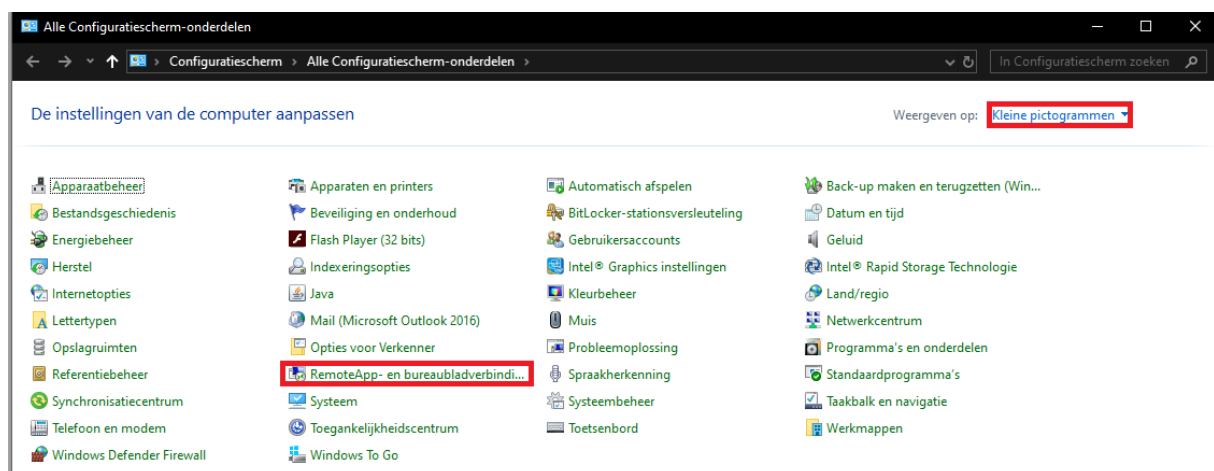 Alle Configuratiescherm-onderdelen
Configuratiescherm > Alle Configuratiescherm-onderdelen >
In Configuratiescherm zoeken
De instellingen van de computer aanpassen
Weergeven op: Kleine pictogrammen
Apparaatbeheer
Apparaten en printers
Automatisch afspelen
Back-up maken en terugzetten (Win...
Bestandsgeschiedenis
Beveiliging en onderhoud
BitLocker-stationsversleuteling
Datum en tijd
Energiebeheer
Flash Player (32 bits)
Gebruikersaccounts
Geluid
Herstel
Indexeringsopties
Intel® Graphics instellingen
Intel® Rapid Storage Technologie
Internetopties
Java
Kleurbeheer
Land/regio
Lettertypen
Mail (Microsoft Outlook 2016)
Muis
Netwerkcentrum
Opslagruimten
Opties voor Verkenner
Probleemoplossing
Programma's en onderdelen
Referentiebeheer
RemoteApp- en bureaubladverbindi...
Spraakherkenning
Standaardprogramma's
Synchronisatiecentrum
Systeem
Systeembeheer
Taakbalk en navigatie
Telefoon en modem
Toegankelijkheidscentrum
Toetsenbord
Werkmappen
Windows Defender Firewall
Windows To Go